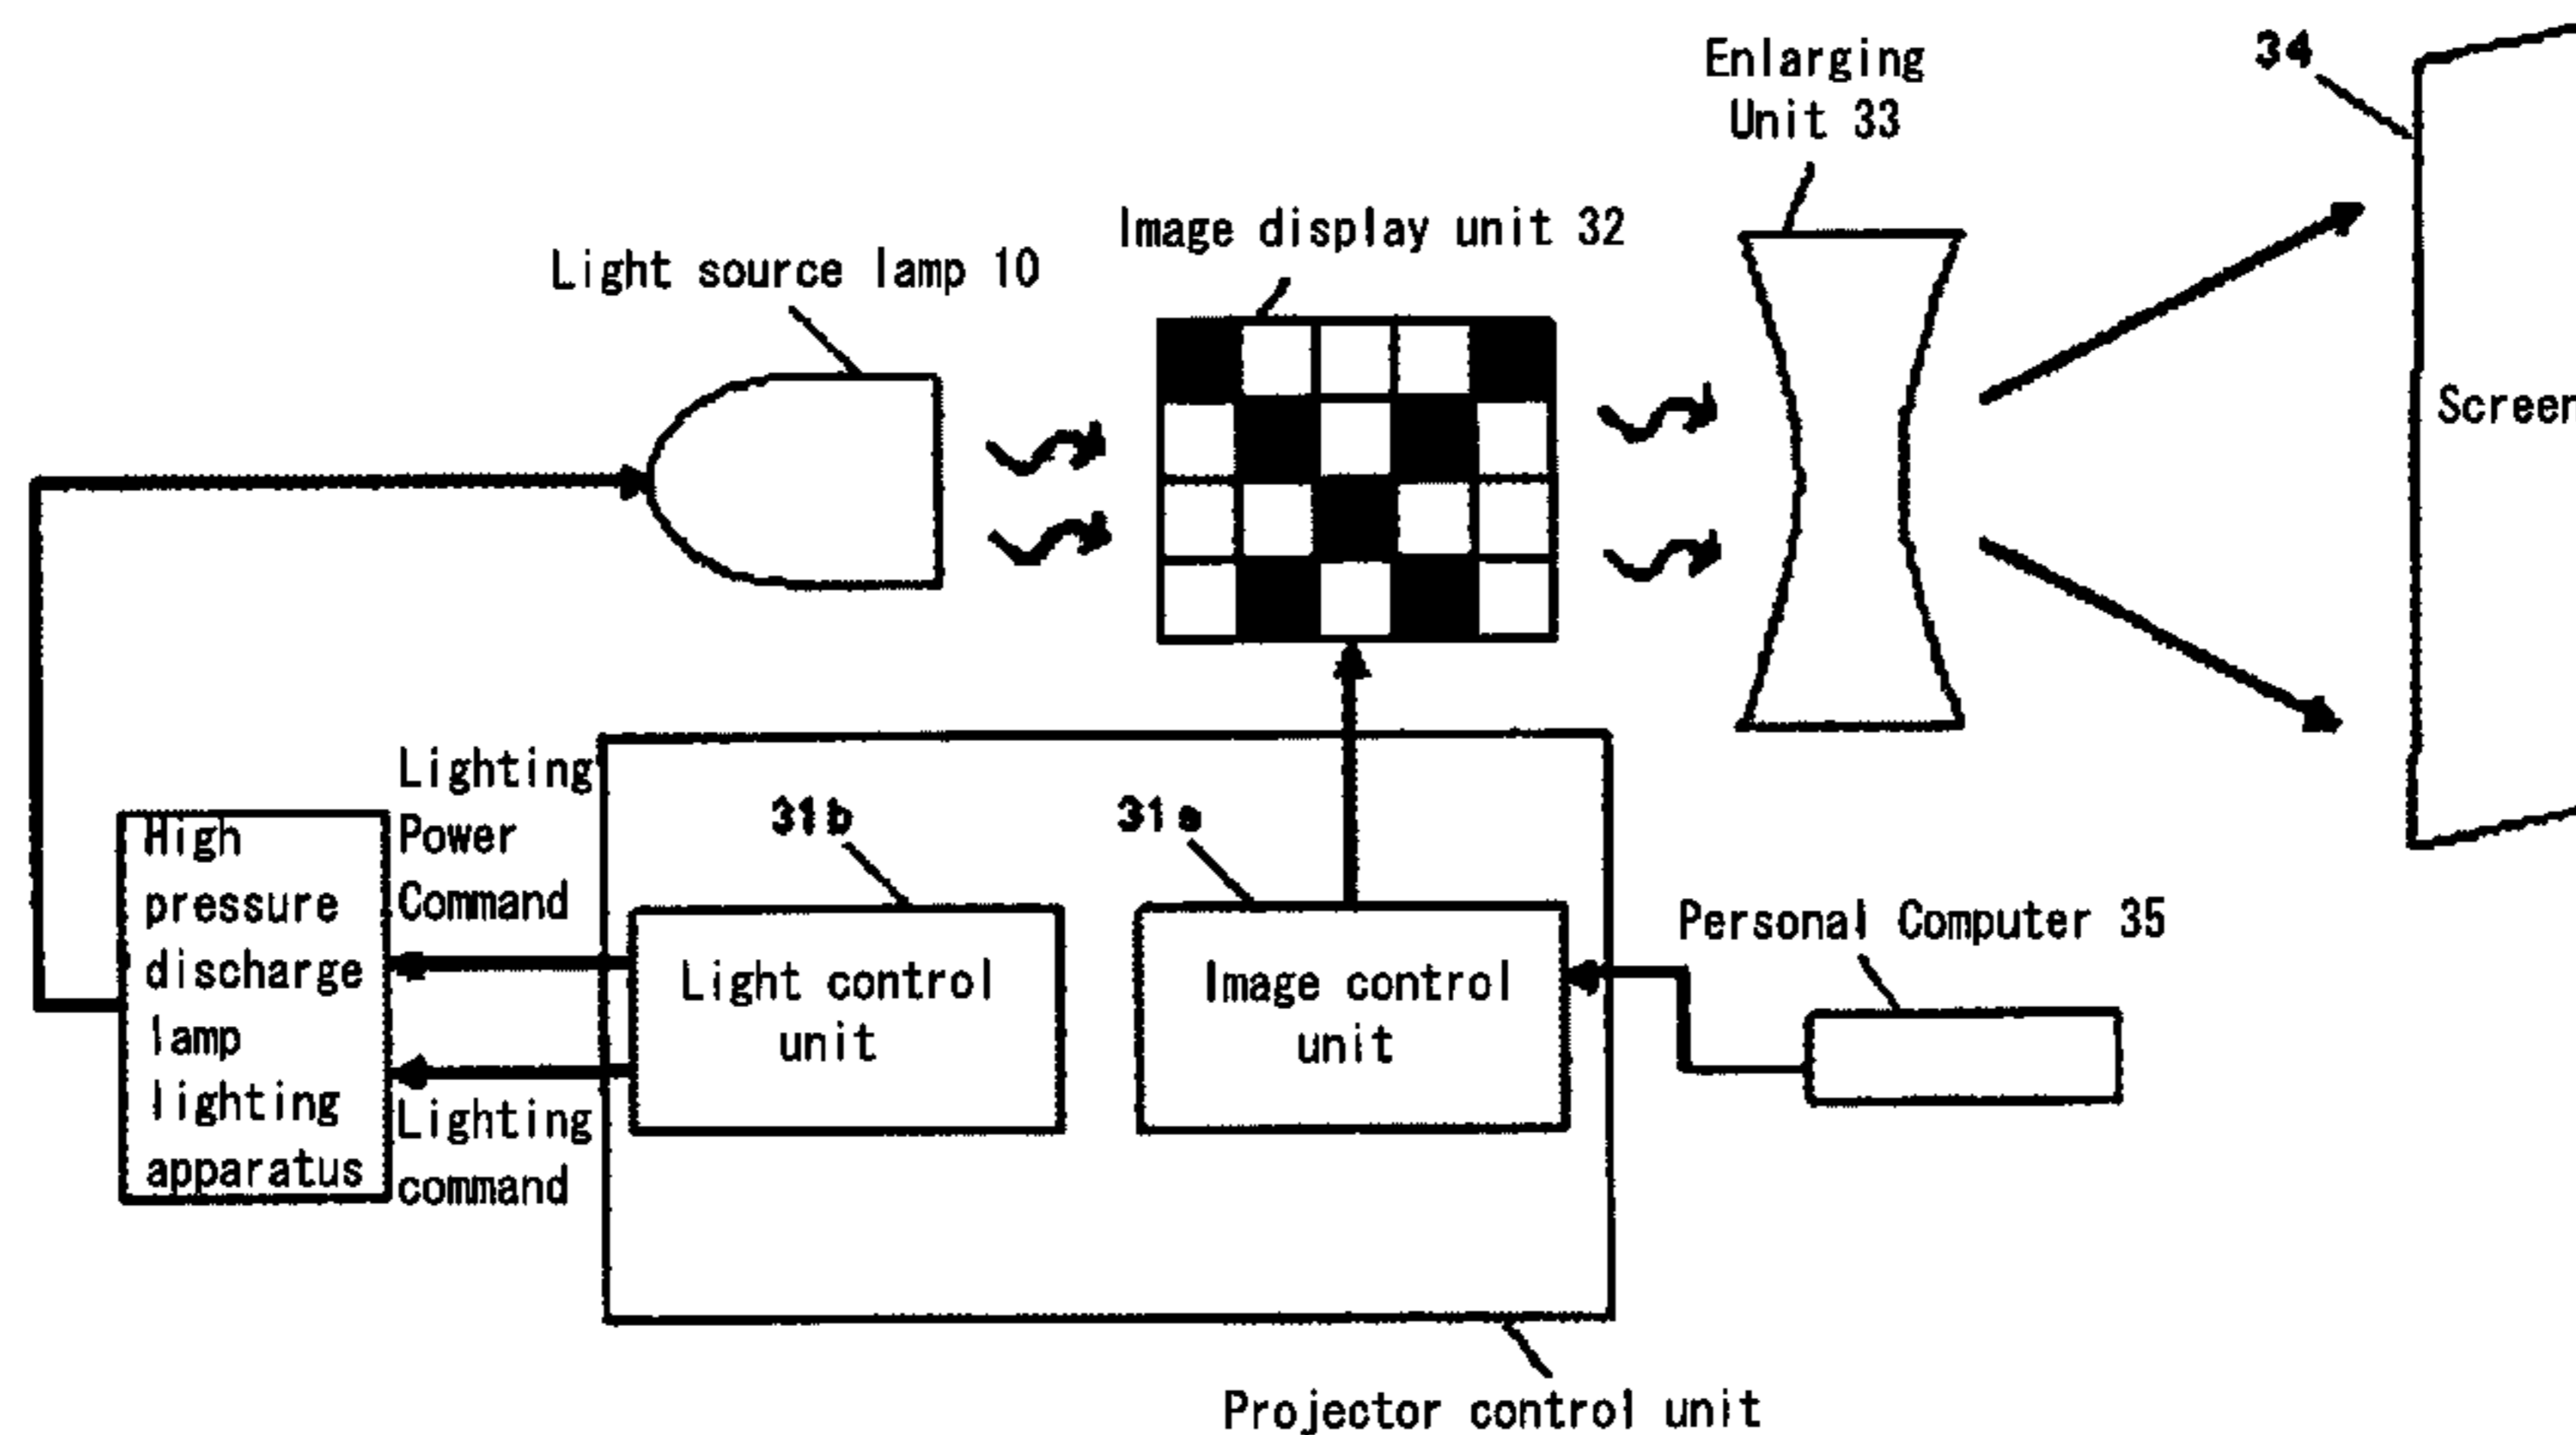 Enlarging
Unit 33
34
Image display unit 32
Light source lamp 10
Screen
Lighting
Power
Command
31b
31a
High
pressure
discharge
lamp
lighting
apparatus
Personal Computer 35
Light control
unit
Image control
unit
Lighting
command
Projector control unit